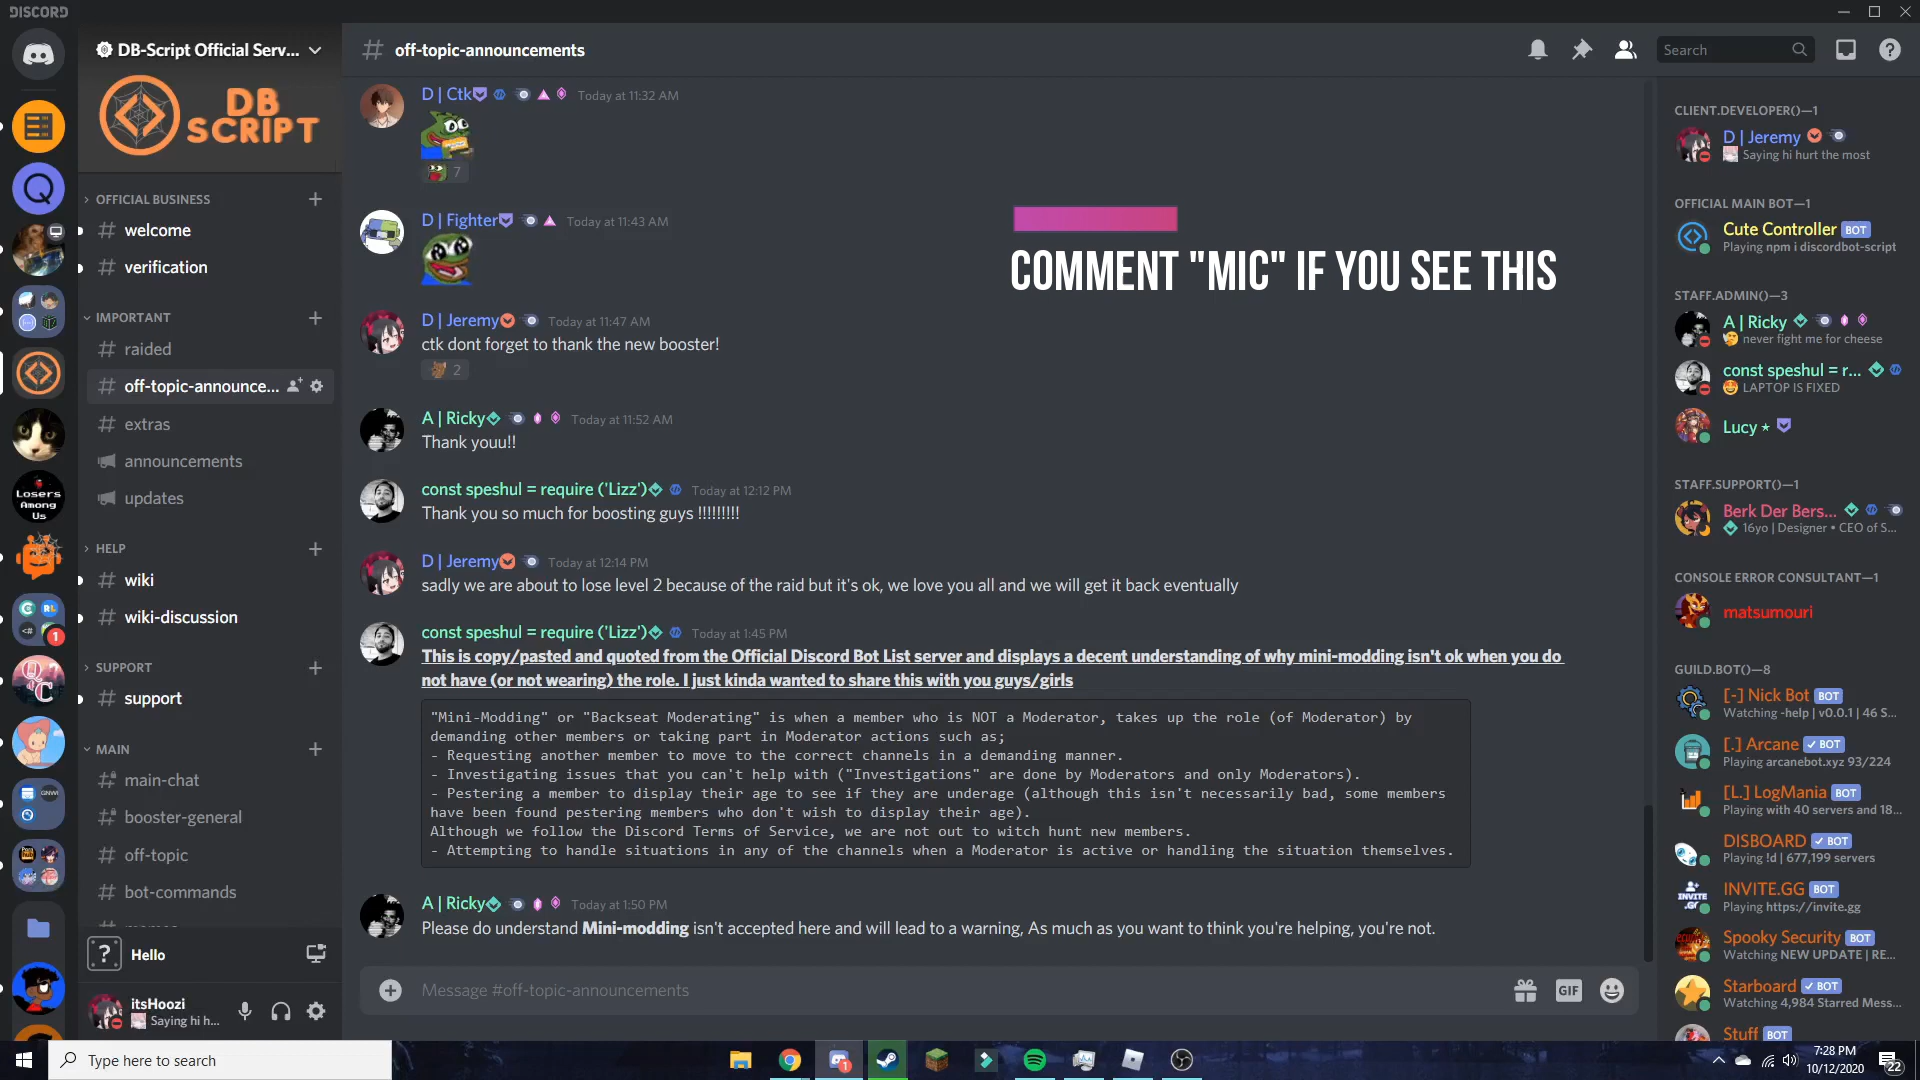 DISCORD
DB-Script Official Serv...
off-topic-announcements
Search
DB
SCRIPT
OFFICIAL BUSINESS
welcome
verification
IMPORTANT
raided
off-topic-announce...
extras
announcements
updates
HELP
wiki
wiki-discussion
SUPPORT
support
MAIN
main-chat
booster-general
off-topic
bot-commands
Losers
Among
Us
1
Hello
itsHoozi
Saying hi h...
D | Ctk Today at 11:32 AM
7
D | Fighter Today at 11:43 AM
D | Jeremy Today at 11:47 AM
ctk dont forget to thank the new booster!
2
A | Ricky Today at 11:52 AM
Thank youu!!
const speshul = require ('Lizz') Today at 12:12 PM
Thank you so much for boosting guys !!!!!!!!!
D | Jeremy Today at 12:14 PM
sadly we are about to lose level 2 because of the raid but it's ok, we love you all and we will get it back eventually
const speshul = require ('Lizz') Today at 1:45 PM
This is copy/pasted and quoted from the Official Discord Bot List server and displays a decent understanding of why mini-modding isn't ok when you do
not have (or not wearing) the role. I just kinda wanted to share this with you guys/girls
"Mini-Modding" or "Backseat Moderating" is when a member who is NOT a Moderator, takes up the role (of Moderator) by
demanding other members or taking part in Moderator actions such as;
- Requesting another member to move to the correct channels in a demanding manner.
- Investigating issues that you can't help with ("Investigations" are done by Moderators and only Moderators).
- Pestering a member to display their age to see if they are underage (although this isn't necessarily bad, some members
have been found pestering members who don't wish to display their age).
Although we follow the Discord Terms of Service, we are not out to witch hunt new members.
- Attempting to handle situations in any of the channels when a Moderator is active or handling the situation themselves.
A | Ricky Today at 1:50 PM
Please do understand Mini-modding isn't accepted here and will lead to a warning, As much as you want to think you're helping, you're not.
Message #off-topic-announcements
GIF
COMMENT "MIC" IF YOU SEE THIS
CLIENT.DEVELOPER()—1
D | Jeremy
Saying hi hurt the most
OFFICIAL MAIN BOT—1
Cute Controller BOT
Playing npm i discordbot-script
STAFF.ADMIN()—3
A | Ricky
never fight me for cheese
const speshul = r...
LAPTOP IS FIXED
Lucy ⋆
STAFF.SUPPORT()—1
Berk Der Bers...
16yo | Designer • CEO of S...
CONSOLE ERROR CONSULTANT—1
matsumouri
GUILD.BOT()—8
[-] Nick Bot BOT
Watching -help | v0.0.1 | 46 S...
[.] Arcane BOT
Playing arcanebot.xyz 93/224
[L.] LogMania BOT
Playing with 40 servers and 18...
DISBOARD BOT
Playing !d | 677,199 servers
INVITE.GG BOT
Playing https://invite.gg
Spooky Security BOT
Watching NEW UPDATE | RE...
Starboard BOT
Watching 4,984 Starred Mess...
Stuff BOT
Type here to search
1
7:28 PM
10/12/2020
22